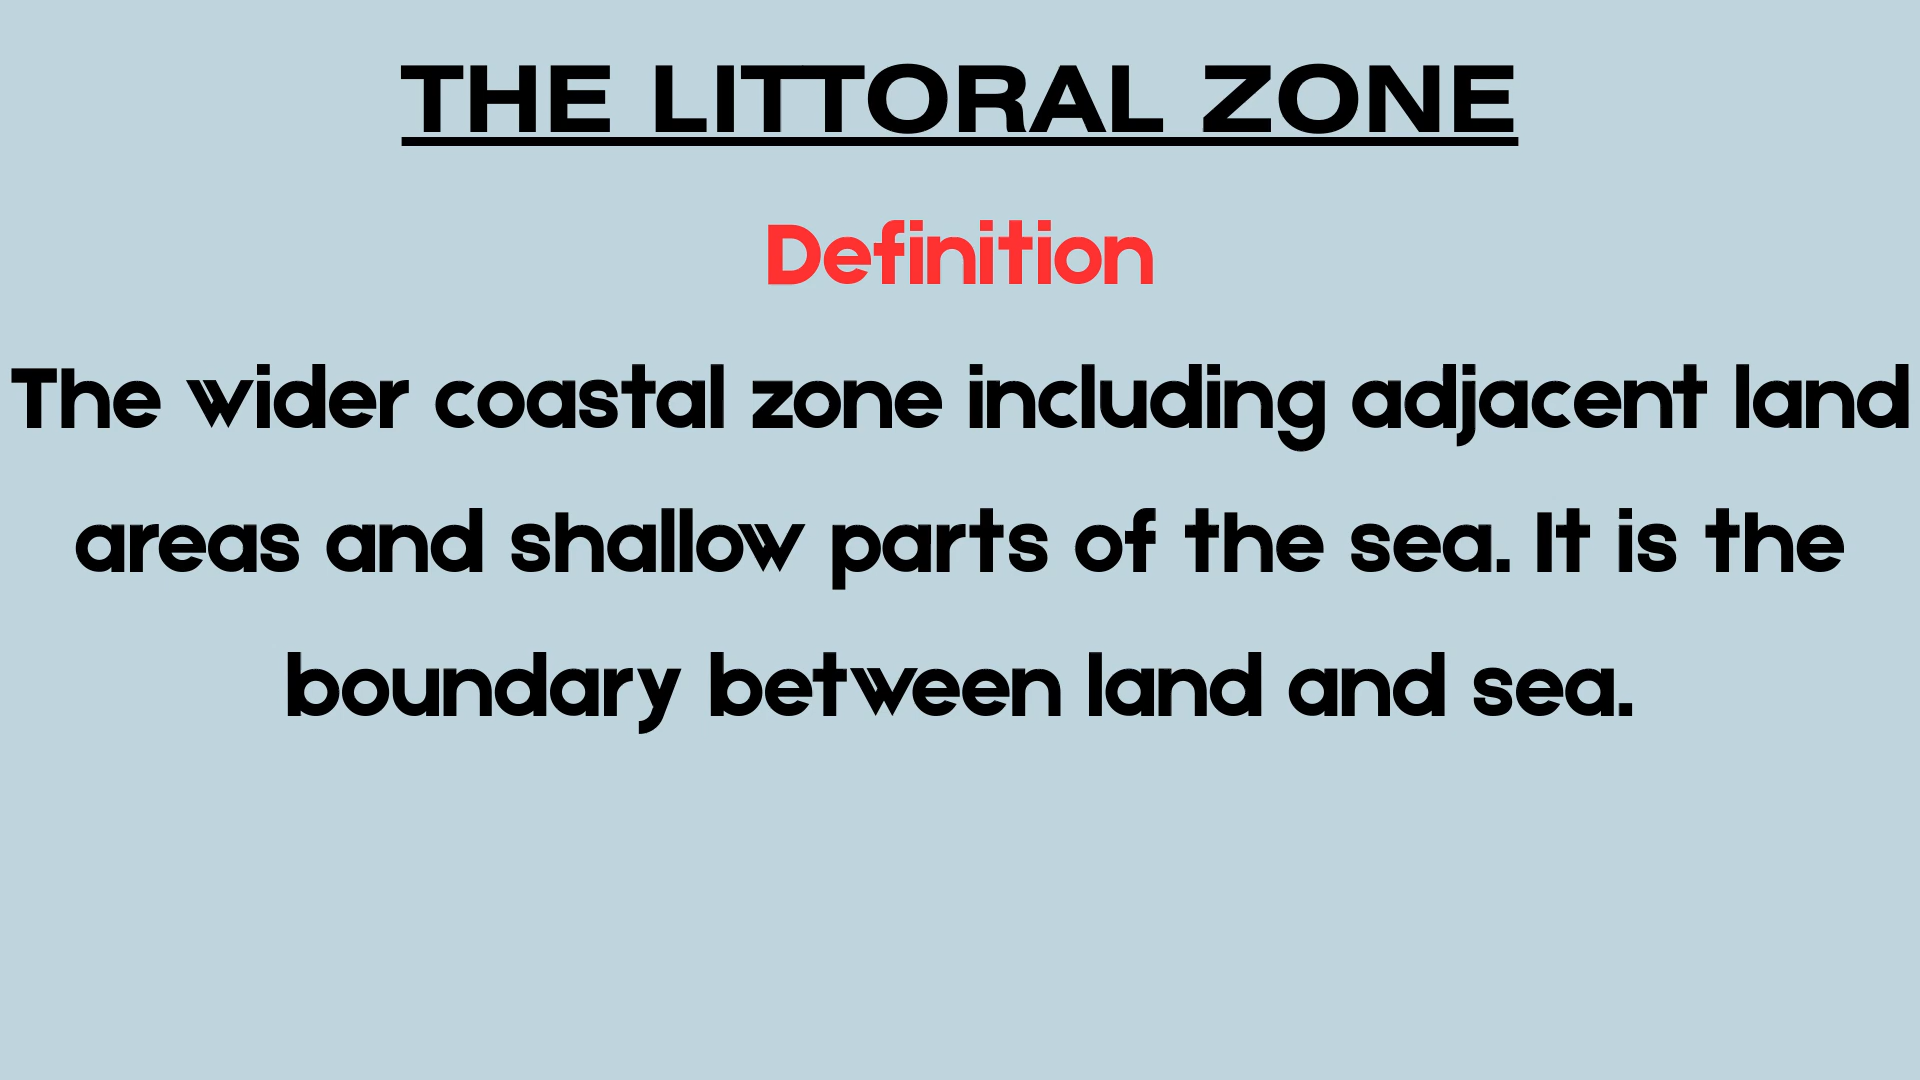 THE LITTORAL ZONE
Definition
The wider coastal zone including adjacent land
areas and shallow parts of the sea. It is the
boundary between land and sea.